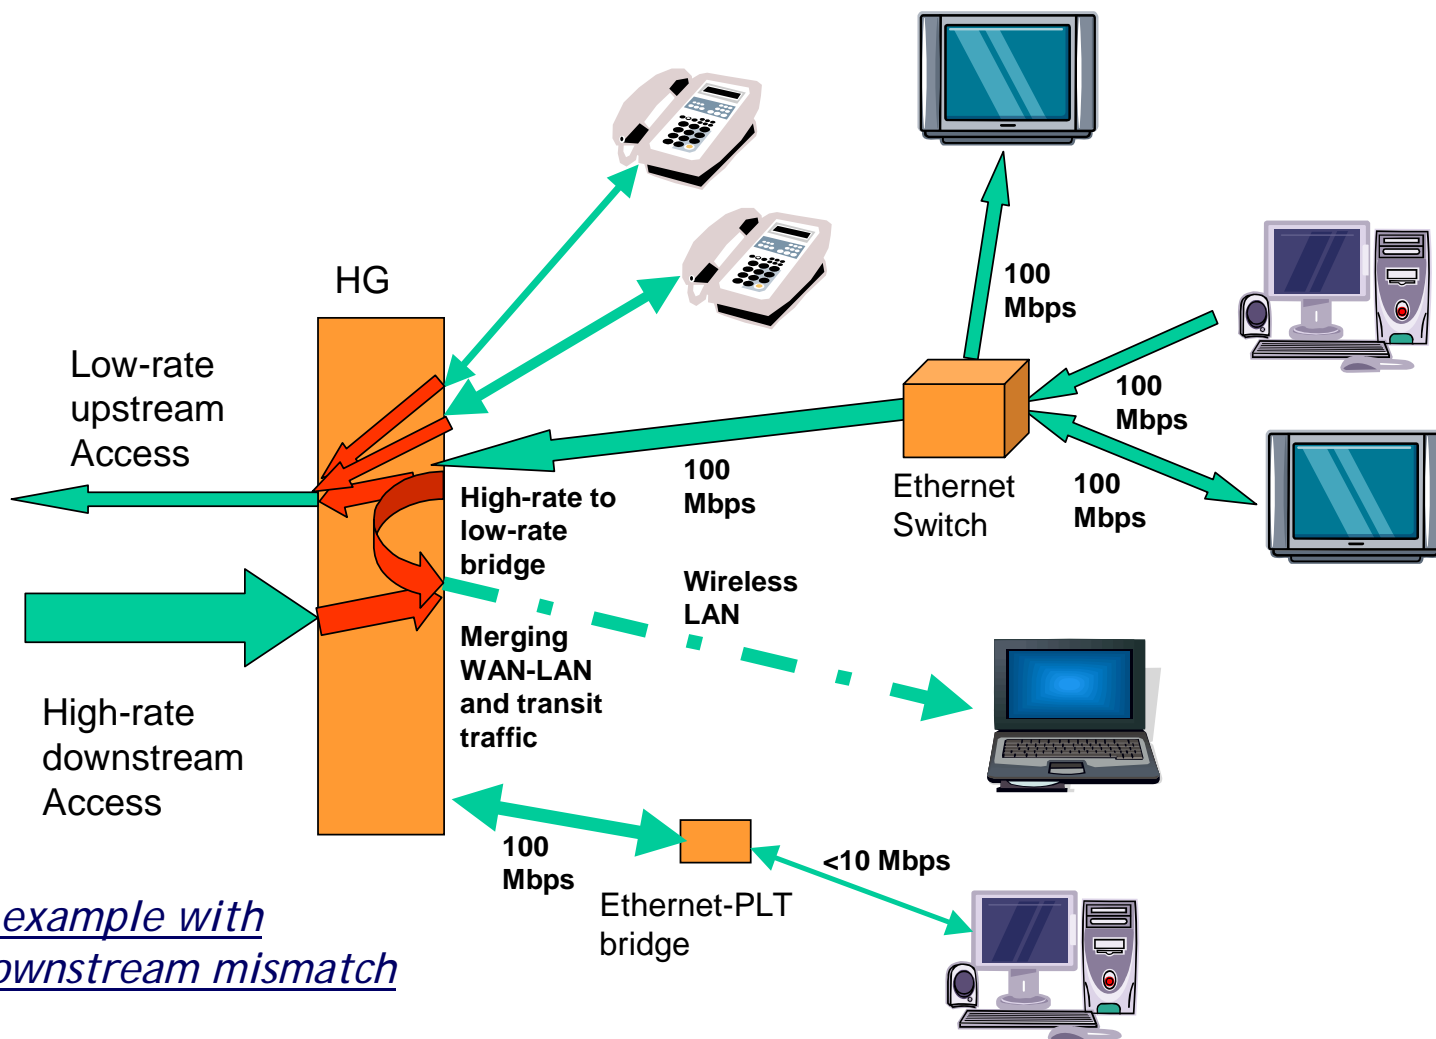 HG
Low-rate
upstream
Access
High-rate
downstream
Access
100
Mbps
100
Mbps
100
Mbps
100
Mbps
Ethernet
Switch
High-rate to
low-rate
bridge
Wireless
LAN
Merging
WAN-LAN
and transit
traffic
100
Mbps
<10 Mbps
Ethernet-PLT
bridge
example with
ownstream mismatch